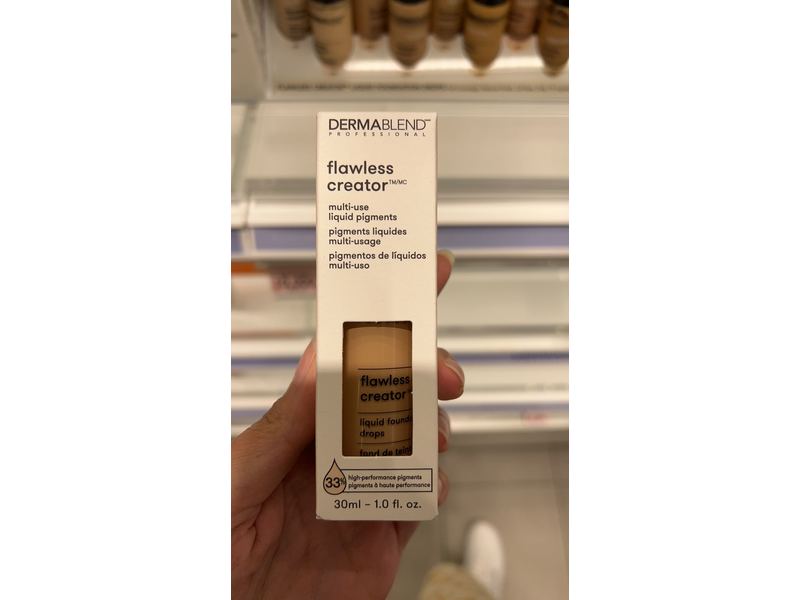 DERMABLEND™
PROFESSIONAL
flawless
creator™/MC
multi-use
liquid pigments
pigments liquides
multi-usage
pigmentos de líquidos
multi-uso
flawless
creator
liquid found
drops
fond de teint
33%
high-performance pigments
pigments à haute performance
30ml – 1.0 fl. oz.